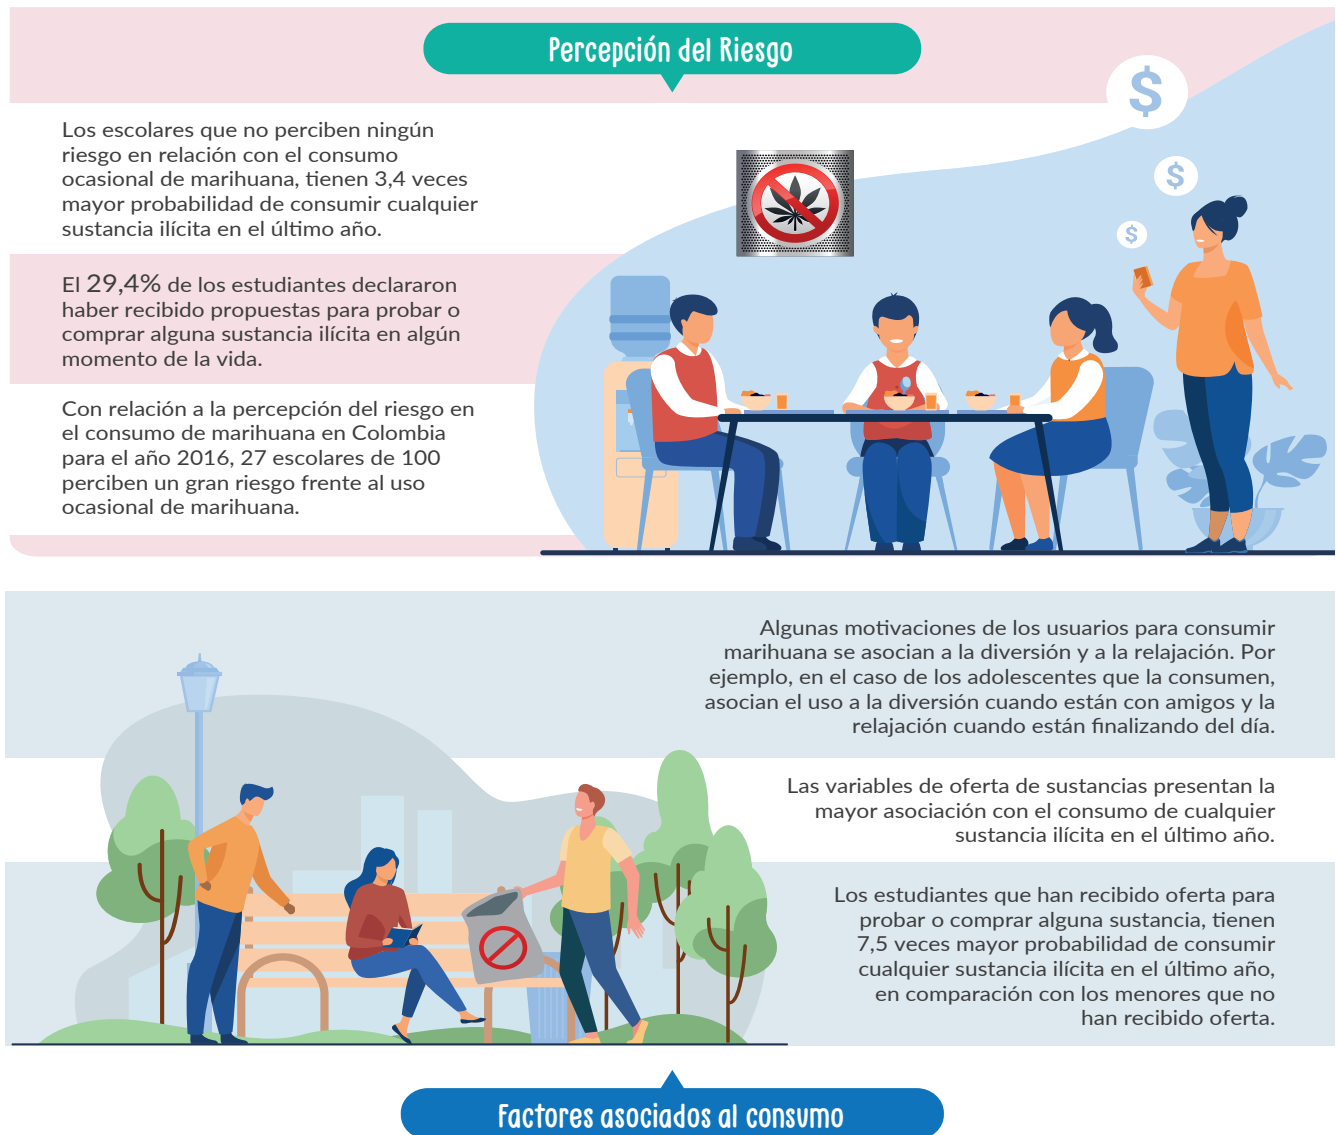 Percepción del Riesgo
$
$
$
Los escolares que no perciben ningún
riesgo en relación con el consumo
ocasional de marihuana, tienen 3,4 veces
mayor probabilidad de consumir cualquier
sustancia ilícita en el último año.
El 29,4% de los estudiantes declararon
haber recibido propuestas para probar o
comprar alguna sustancia ilícita en algún
momento de la vida.
Con relación a la percepción del riesgo en
el consumo de marihuana en Colombia
para el año 2016, 27 escolares de 100
perciben un gran riesgo frente al uso
ocasional de marihuana.
Algunas motivaciones de los usuarios para consumir
marihuana se asocian a la diversión y a la relajación. Por
ejemplo, en el caso de los adolescentes que la consumen,
asocian el uso a la diversión cuando están con amigos y la
relajación cuando están finalizando del día.
Las variables de oferta de sustancias presentan la
mayor asociación con el consumo de cualquier
sustancia ilícita en el último año.
Los estudiantes que han recibido oferta para
probar o comprar alguna sustancia, tienen
7,5 veces mayor probabilidad de consumir
cualquier sustancia ilícita en el último año,
en comparación con los menores que no
han recibido oferta.
Factores asociados al consumo